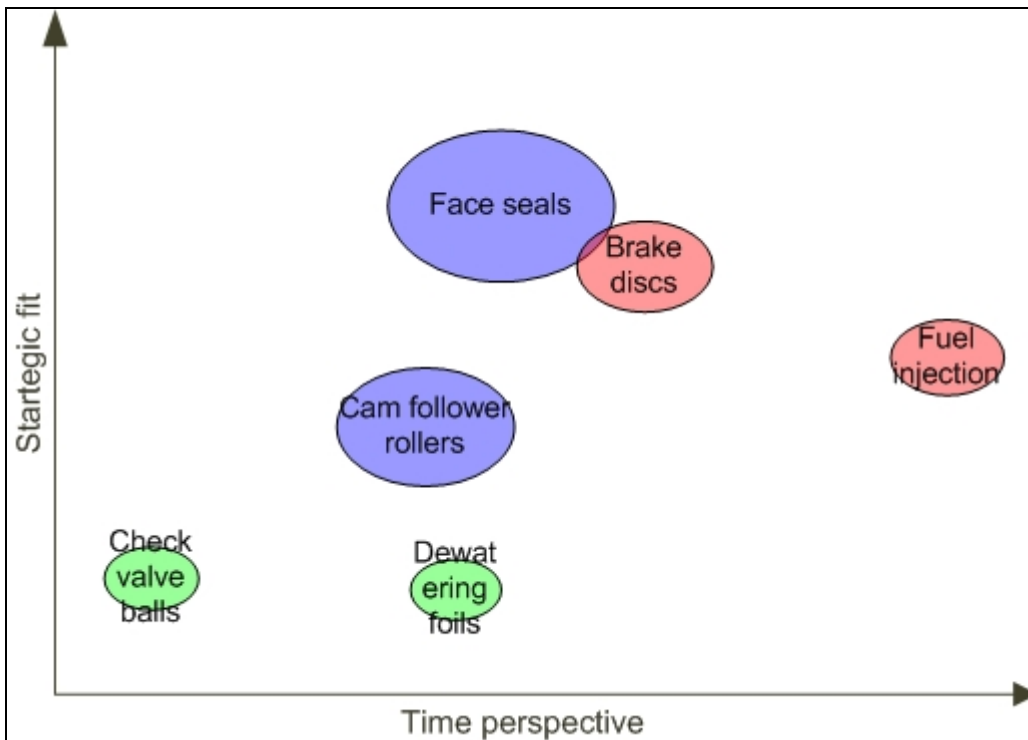 Face seals
Brake
discs
Fuel
injection
Startegic fit
Cam follower
rollers
Check
valve
balls
Dewat
ering
foils
Time perspective